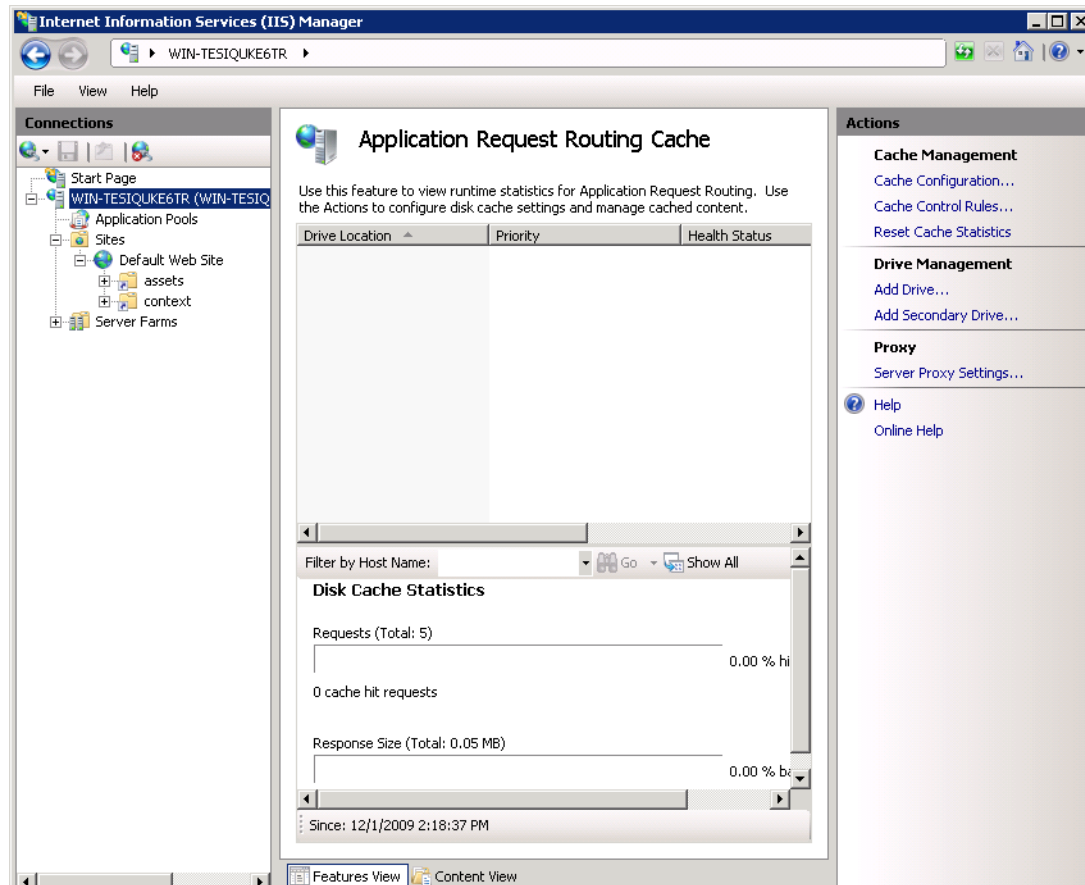 Internet Information Services (IIS) Manager
WIN-TESIQUKE6TR
File View Help
Connections
Start Page
WIN-TESIQUKE6TR (WIN-TESIQ
Application Pools
Sites
Default Web Site
assets
context
Server Farms
Application Request Routing Cache
Use this feature to view runtime statistics for Application Request Routing. Use
the Actions to configure disk cache settings and manage cached content.
Drive Location Priority Health Status
Filter by Host Name: Go Show All
Disk Cache Statistics
Requests (Total: 5)
0.00 % hi
0 cache hit requests
Response Size (Total: 0.05 MB)
0.00 % ba
Since: 12/1/2009 2:18:37 PM
Features View Content View
Actions
Cache Management
Cache Configuration...
Cache Control Rules...
Reset Cache Statistics
Drive Management
Add Drive...
Add Secondary Drive...
Proxy
Server Proxy Settings...
Help
Online Help